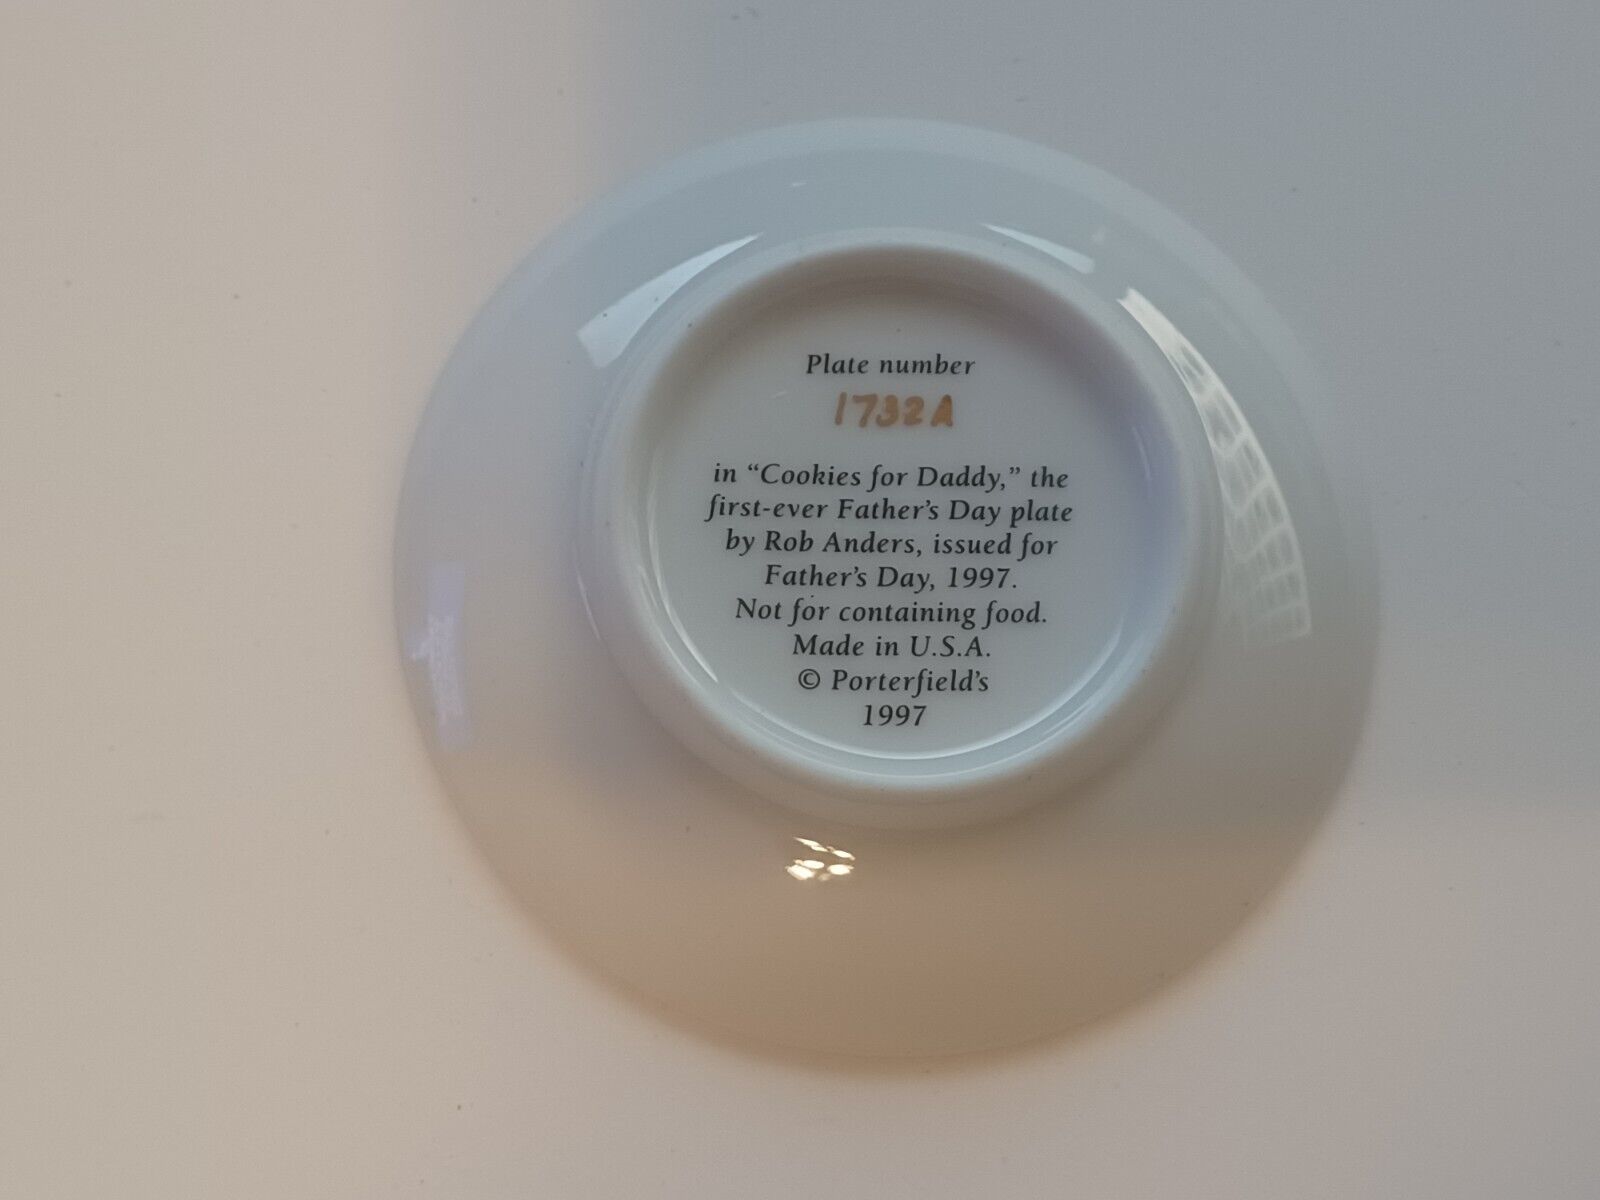 Plate number
1732A
in “Cookies for Daddy,” the
first-ever Father’s Day plate
by Rob Anders, issued for
Father’s Day, 1997.
Not for containing food.
Made in U.S.A.
© Porterfield’s
1997